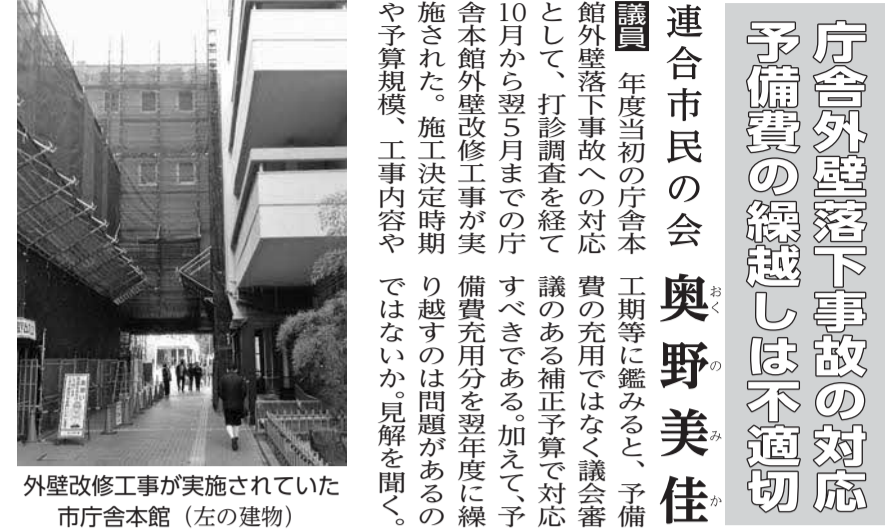 庁舎外壁落下事故の対応
予備費の繰越しは不適切
連合市民の会
奥野美佳
おくのみか
議員 年度当初の庁舎本
館外壁落下事故への対応
として、打診調査を経て
10月から翌5月までの庁
舎本館外壁改修工事が実
施された。施工決定時期
や予算規模、工事内容や
工期等に鑑みると、予備
費の充用ではなく議会審
議のある補正予算で対応
すべきである。加えて、予
備費充用分を翌年度に繰
り越すのは問題があるの
ではないか。見解を聞く。
外壁改修工事が実施されていた
市庁舎本館（左の建物）